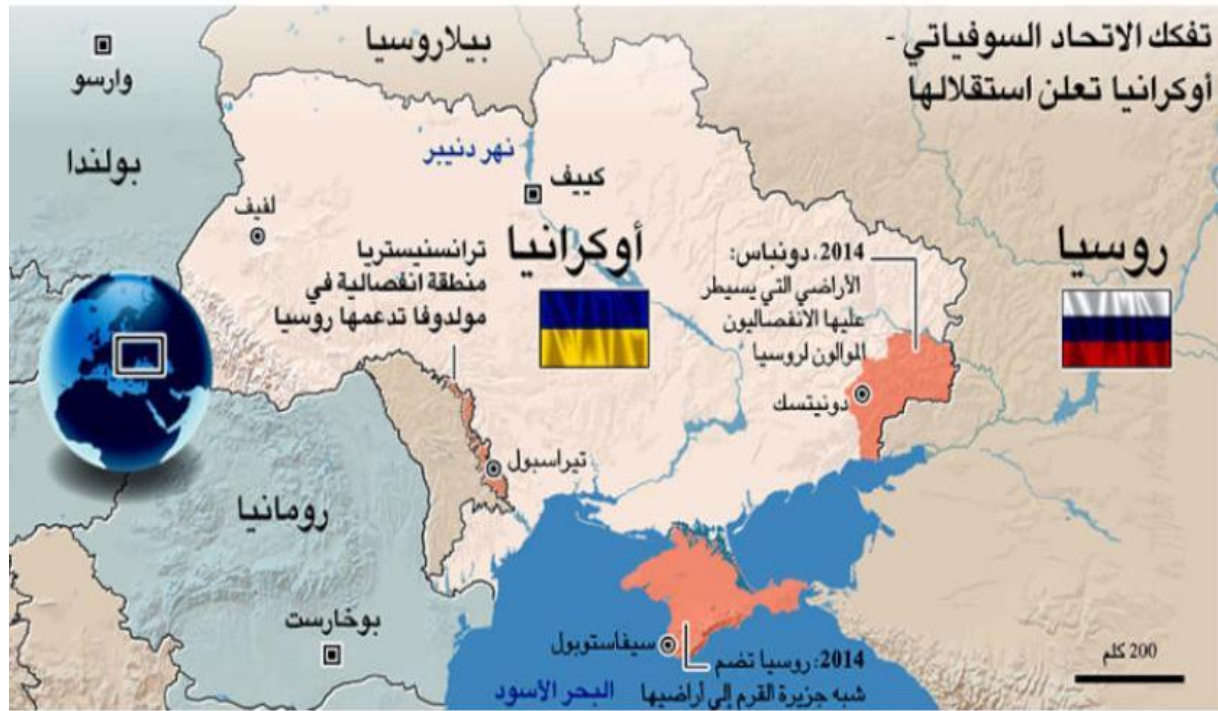 تفكك الاتحاد السوفياتي -
أوكرانيا تعلن استقلالها
بيلاروسيا
وارسو
بولندا
نهر دنيبر
كييف
لفيف
أوكرانيا
روسيا
ترانسنيستريا
منطقة انفصالية في
مولدوفا تدعمها روسيا
2014، دونباس:
الأراضي التي يسيطر
عليها الانفصاليون
الموالون لروسيا
دونيتسك
تيراسبول
رومانيا
بوخارست
سيفاستوبول
2014: روسيا تضم
شبه جزيرة القرم إلى أراضيها
البحر الأسود
200 كلم